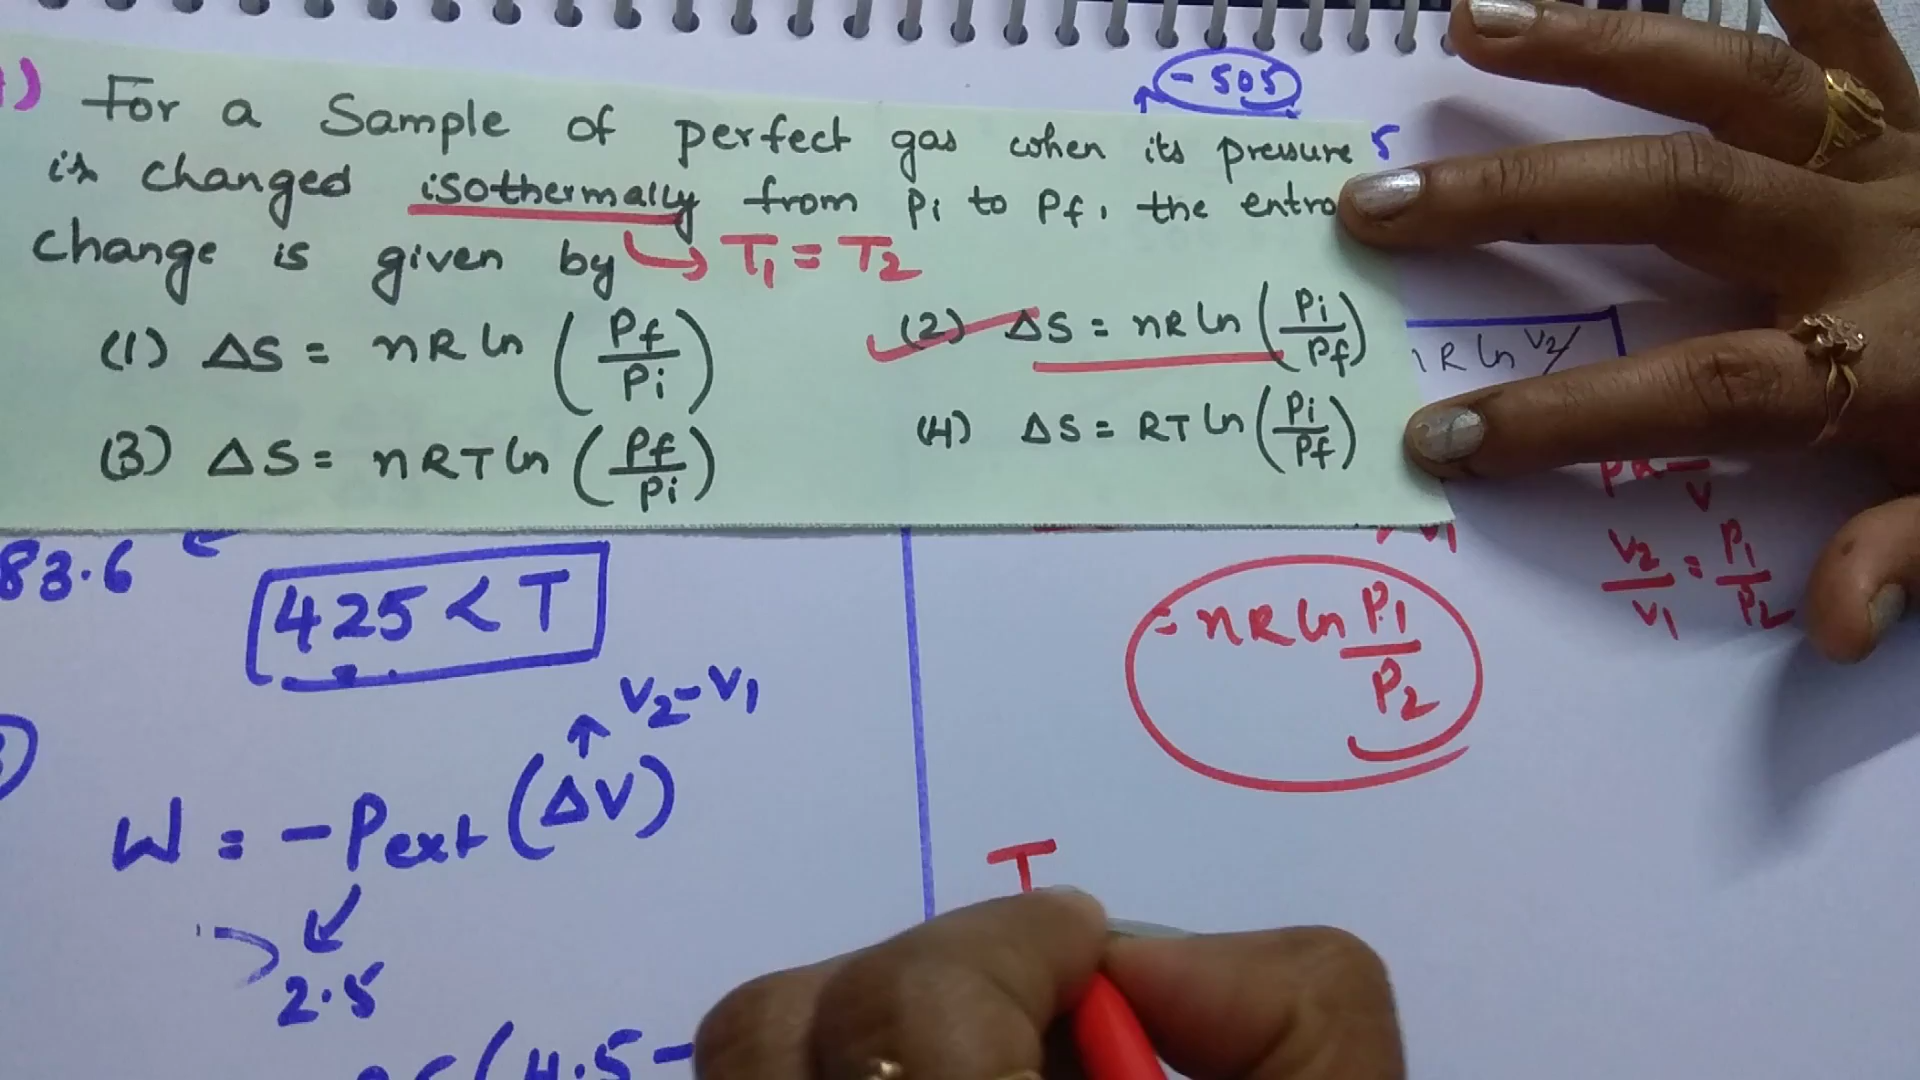 - 505
For a Sample of perfect gas when its pressure 5
is changed isothermally from Pi to Pf, the
change is given by → T1 = T2
(1) ΔS = nR ln (Pf/Pi)
(2) ΔS = nR ln (Pi/Pf)
(3) ΔS = nRT ln (Pf/Pi)
(4) ΔS = RT ln (Pi/Pf)
R ln V2/
V2/V1 = P1/P2
= nR ln P1/P2
83.6
425 < T
V2-V1
W = -Pext (ΔV)
2.5
(4.5-
T